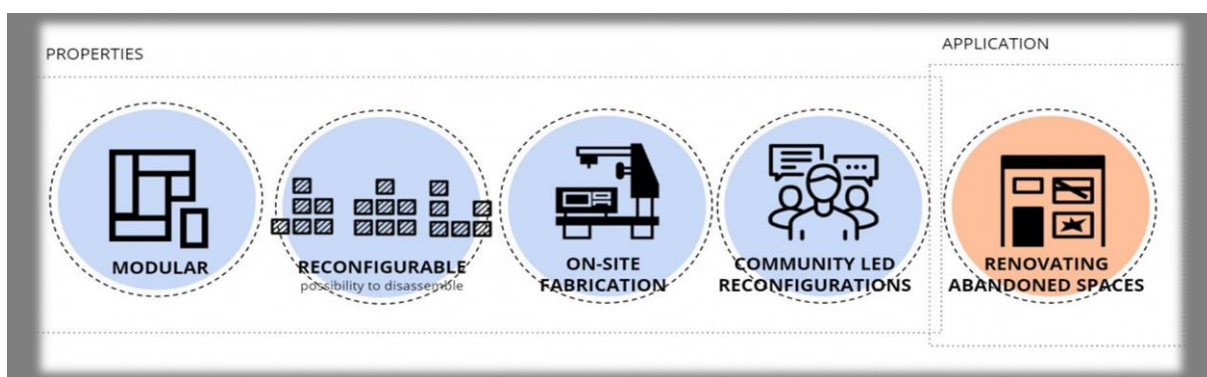 PROPERTIES
APPLICATION
MODULAR
RECONFIGURABLE
possibility to disassemble
ON-SITE
FABRICATION
COMMUNITY LED
RECONFIGURATIONS
RENOVATING
ABANDONED SPACES